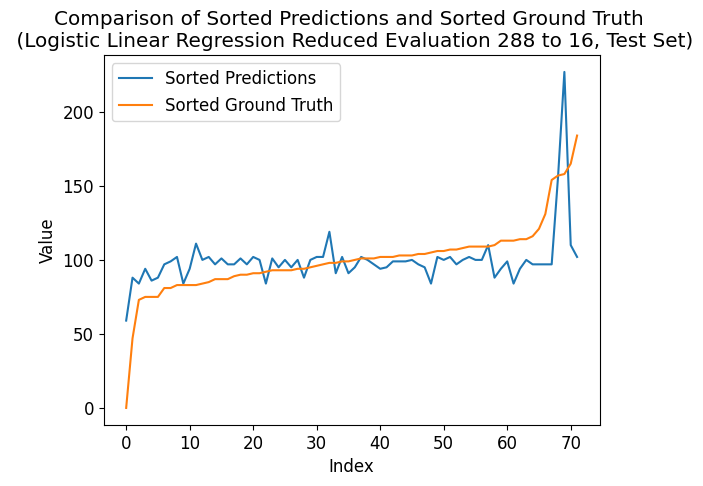 Comparison of Sorted Predictions and Sorted Ground Truth
(Logistic Linear Regression Reduced Evaluation 288 to 16, Test Set)
Sorted Predictions
Sorted Ground Truth
200
150
100
50
0
Value
0 10 20 30 40 50 60 70
Index